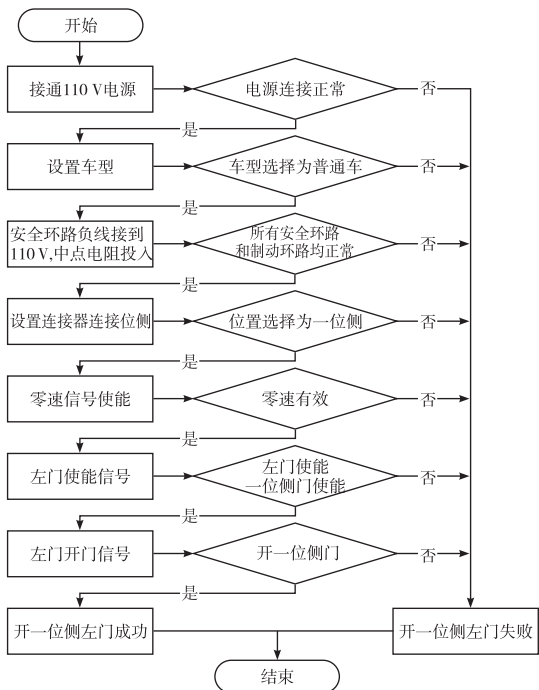 开始
接通110 V电源
电源连接正常
否
是
设置车型
车型选择为普通车
否
是
安全环路负线接到
110 V,中点电阻投入
所有安全环路
和制动环路均正常
否
是
设置连接器连接位侧
位置选择为一位侧
否
是
零速信号使能
零速有效
否
是
左门使能信号
左门使能
一位侧门使能
否
是
左门开门信号
开一位侧门
否
是
开一位侧左门成功
开一位侧左门失败
结束